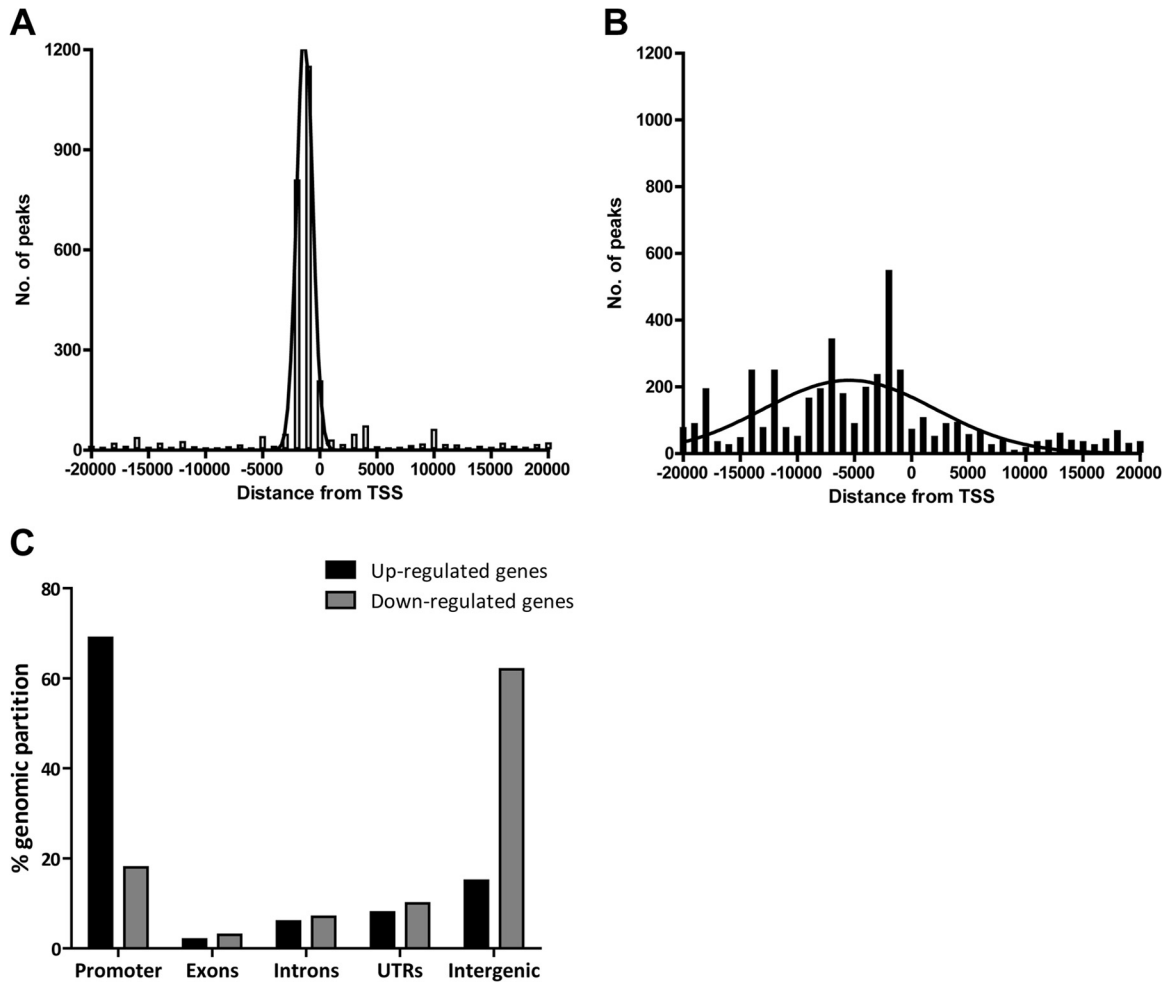 A
1200
900
600
300
0
No. of peaks
-20000 -15000 -10000 -5000 0 5000 10000 15000 20000
Distance from TSS
B
1200
1000
800
600
400
200
0
No. of peaks
-20000 -15000 -10000 -5000 0 5000 10000 15000 20000
Distance from TSS
C
Up-regulated genes
Down-regulated genes
80
60
40
20
0
% genomic partition
Promoter Exons Introns UTRs Intergenic